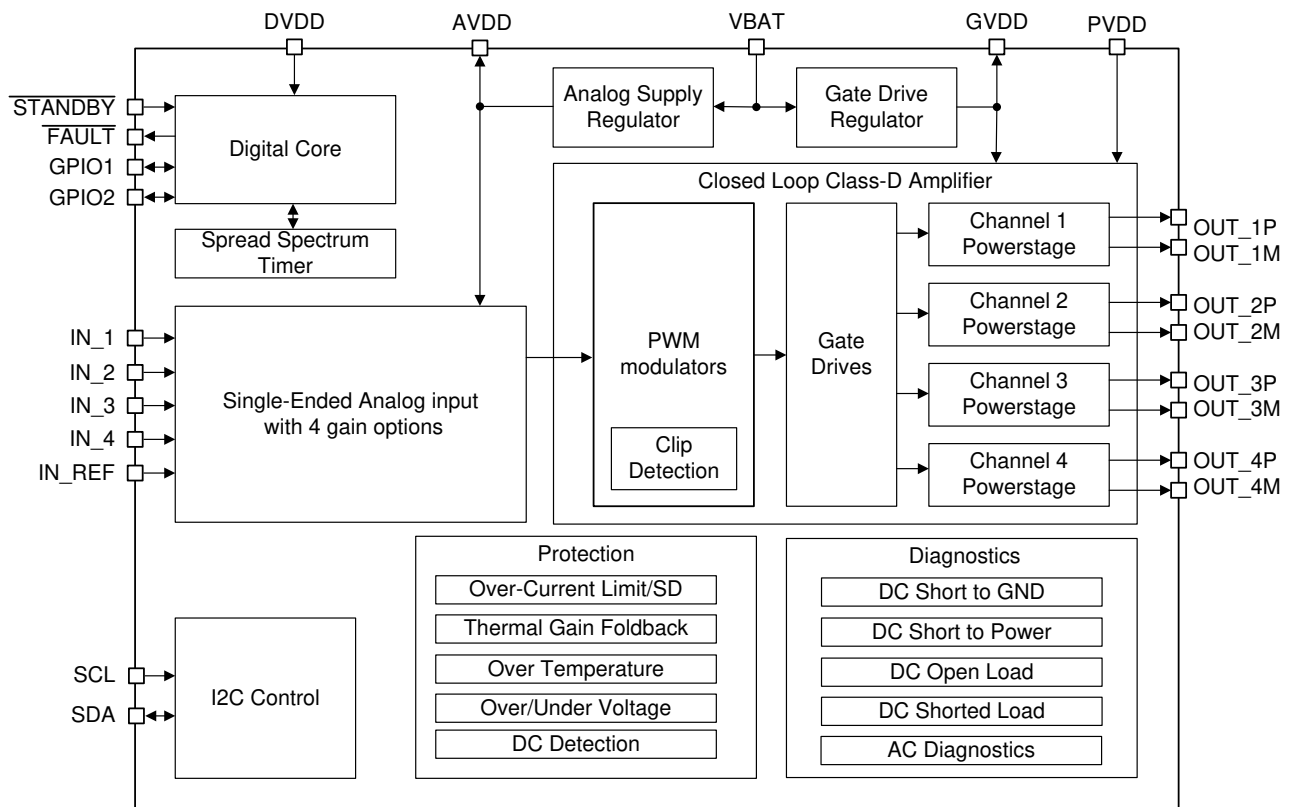 DVDD
AVDD
VBAT
GVDD
PVDD
STANDBY
FAULT
GPIO1
GPIO2
Digital Core
Spread Spectrum
Timer
Analog Supply
Regulator
Gate Drive
Regulator
Closed Loop Class-D Amplifier
IN_1
IN_2
IN_3
IN_4
IN_REF
Single-Ended Analog input
with 4 gain options
PWM
modulators
Clip
Detection
Gate
Drives
Channel 1
Powerstage
Channel 2
Powerstage
Channel 3
Powerstage
Channel 4
Powerstage
OUT_1P
OUT_1M
OUT_2P
OUT_2M
OUT_3P
OUT_3M
OUT_4P
OUT_4M
SCL
SDA
I2C Control
Protection
Over-Current Limit/SD
Thermal Gain Foldback
Over Temperature
Over/Under Voltage
DC Detection
Diagnostics
DC Short to GND
DC Short to Power
DC Open Load
DC Shorted Load
AC Diagnostics